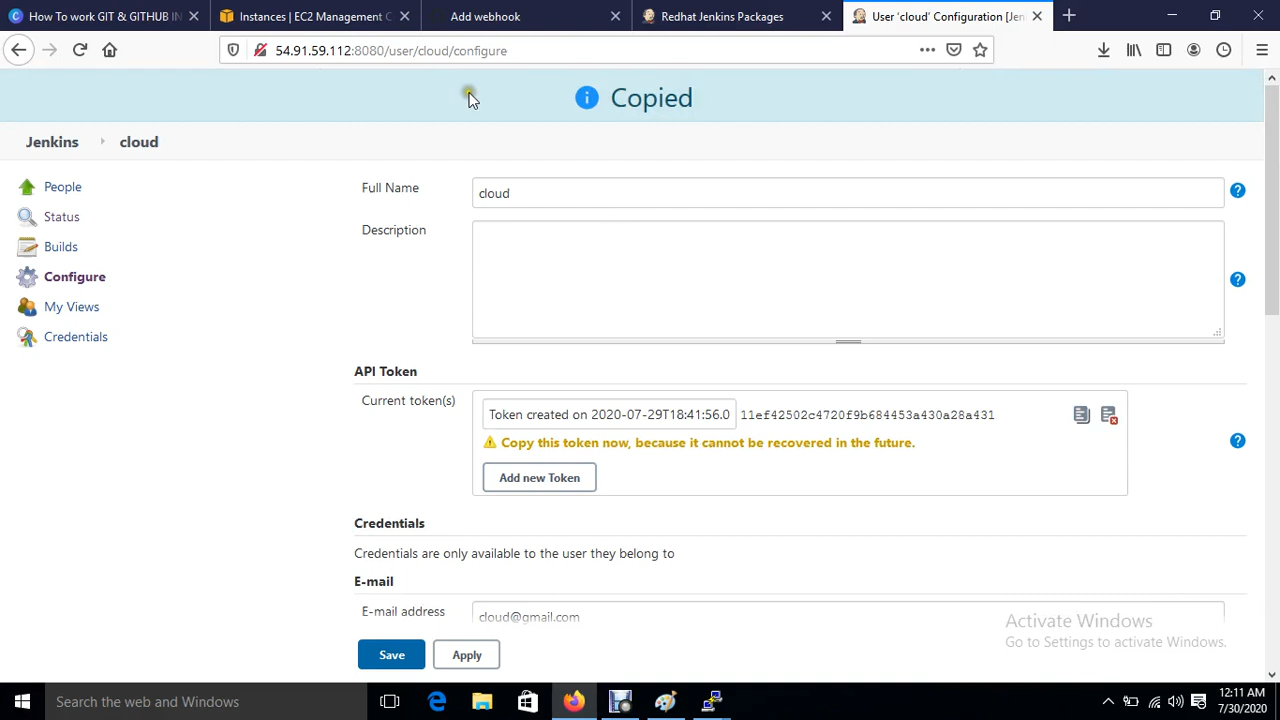 How To work GIT & GITHUB IN
Instances | EC2 Management C
Add webhook
Redhat Jenkins Packages
User 'cloud' Configuration [Jen
54.91.59.112:8080/user/cloud/configure
Copied
Jenkins
cloud
People
Status
Builds
Configure
My Views
Credentials
Full Name
cloud
Description
API Token
Current token(s)
Token created on 2020-07-29T18:41:56.0
11ef42502c4720f9b684453a430a28a431
Copy this token now, because it cannot be recovered in the future.
Add new Token
Credentials
Credentials are only available to the user they belong to
E-mail
E-mail address
cloud@gmail.com
Save
Apply
Activate Windows
Go to Settings to activate Windows.
Search the web and Windows
12:11 AM
7/30/2020